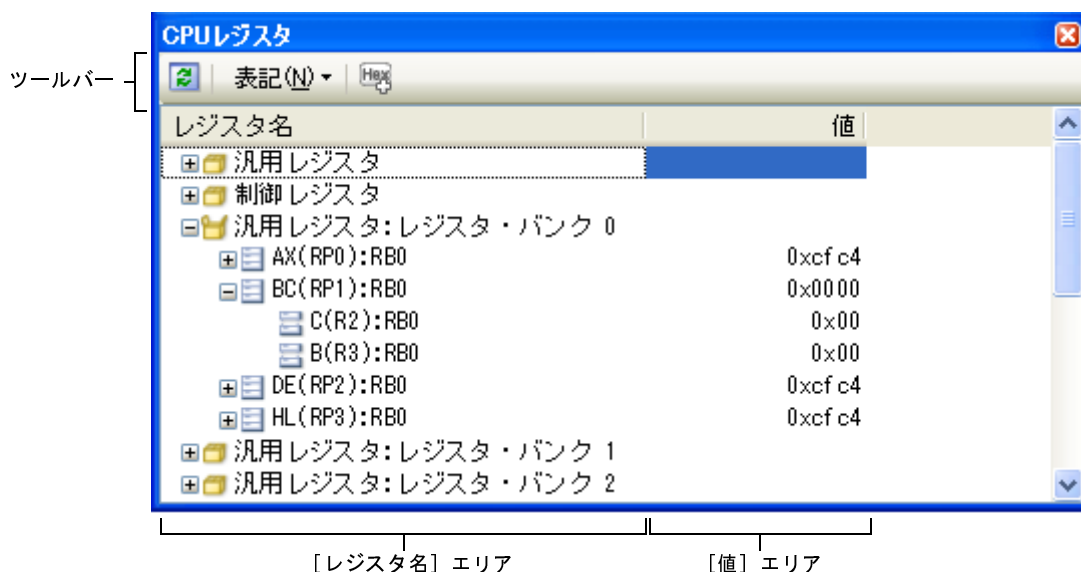 CPUレジスタ
ツールバー
表記(N)
Hex
レジスタ名 値
汎用レジスタ
制御レジスタ
汎用レジスタ:レジスタ・バンク 0
AX(RP0):RB0 0xcfc4
BC(RP1):RB0 0x0000
C(R2):RB0 0x00
B(R3):RB0 0x00
DE(RP2):RB0 0xcfc4
HL(RP3):RB0 0xcfc4
汎用レジスタ:レジスタ・バンク 1
汎用レジスタ:レジスタ・バンク 2
[レジスタ名]エリア [値]エリア